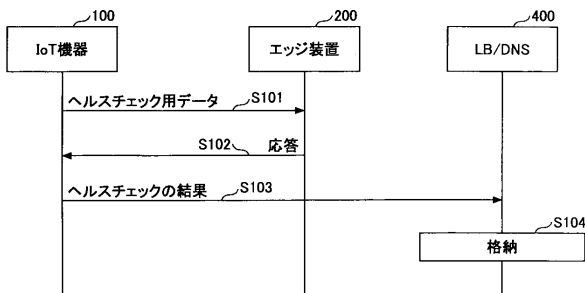 100
200
400
IoT機器
エッジ装置
LB/DNS
ヘルスチェック用データ
S101
S102
応答
ヘルスチェックの結果
S103
S104
格納